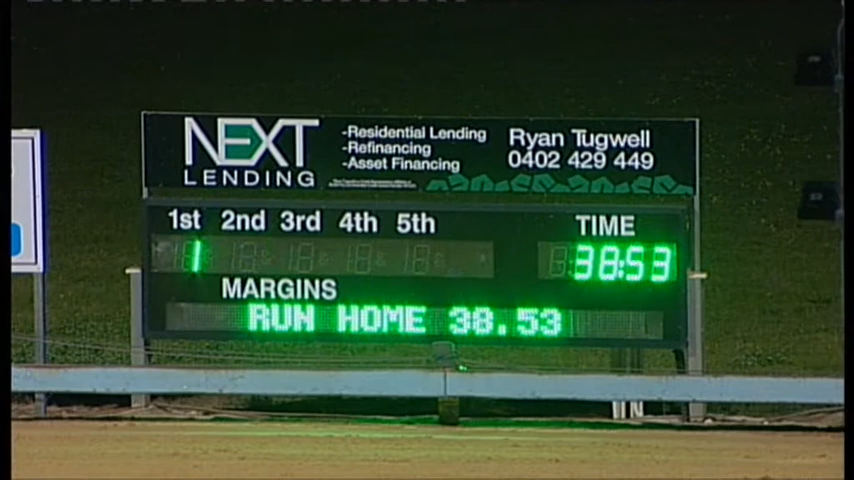 NEXT
LENDING
-Residential Lending
-Refinancing
-Asset Financing
Ryan Tugwell
0402 429 449
1st 2nd 3rd 4th 5th TIME
1 38:53
MARGINS
RUN HOME 38.53